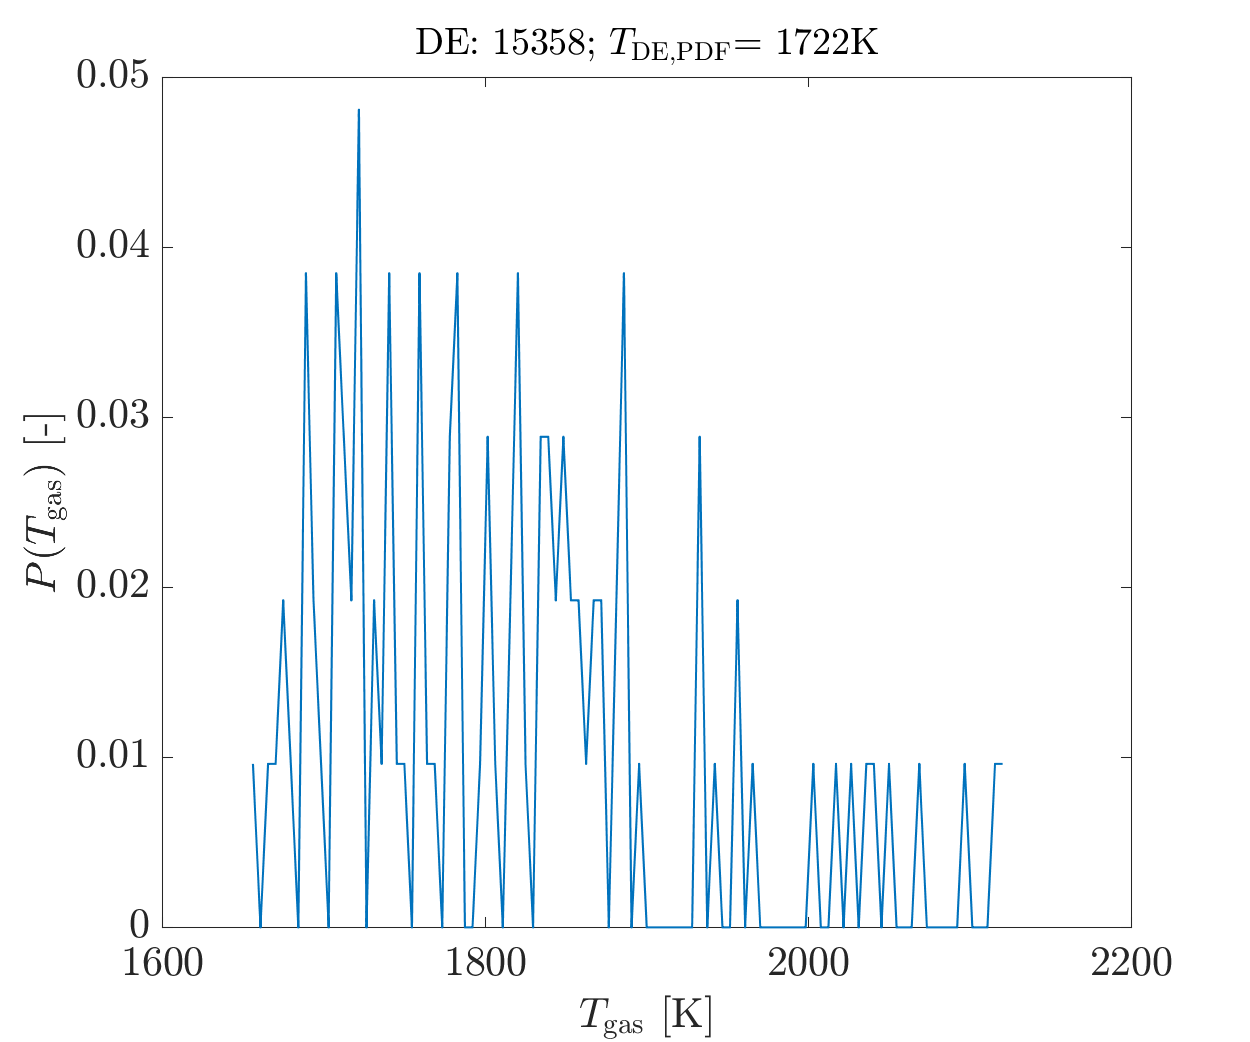 DE: 15358; T_DE,PDF= 1722K
0.05
0.04
0.03
0.02
0.01
0
P(T_gas) [-]
1600 1800 2000 2200
T_gas [K]